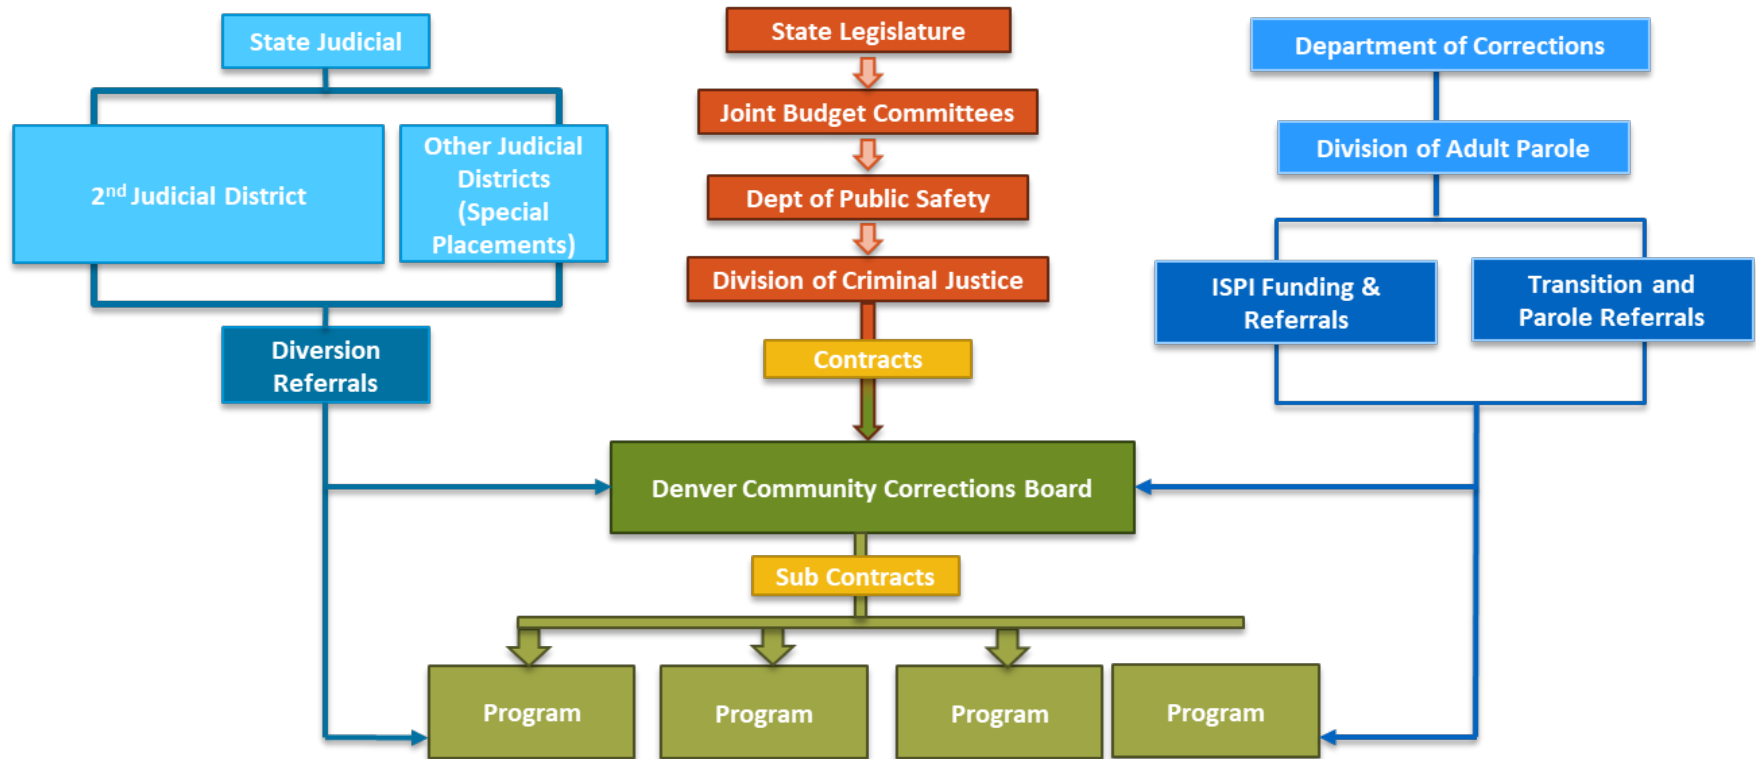 State Judicial
2nd Judicial District
Other Judicial
Districts
(Special
Placements)
Diversion
Referrals
State Legislature
Joint Budget Committees
Dept of Public Safety
Division of Criminal Justice
Contracts
Department of Corrections
Division of Adult Parole
ISPI Funding &
Referrals
Transition and
Parole Referrals
Denver Community Corrections Board
Sub Contracts
Program
Program
Program
Program